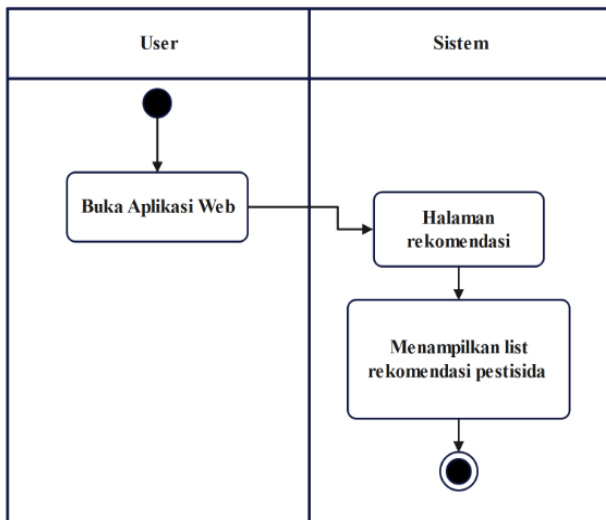 User
Sistem
Buka Aplikasi Web
Halaman
rekomendasi
Menampilkan list
rekomendasi pestisida